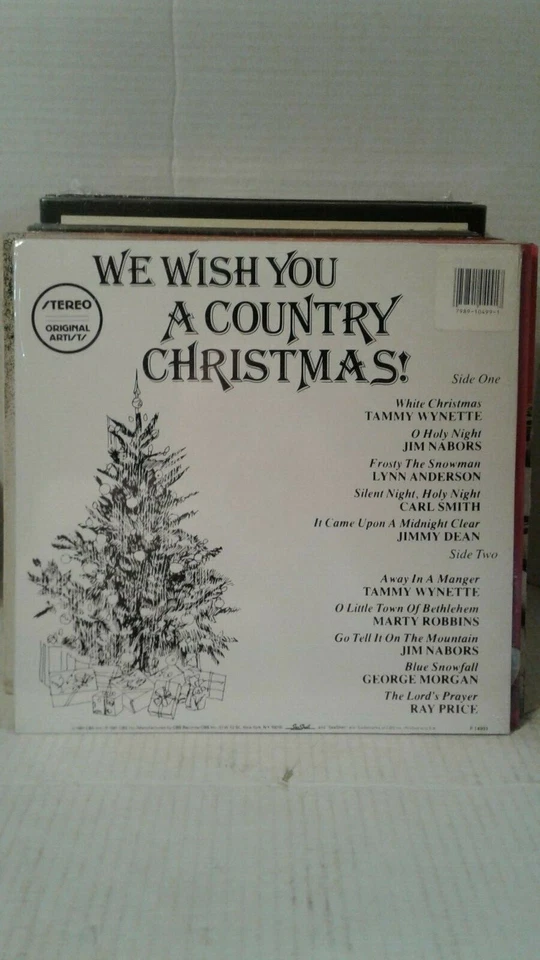 WE WISH YOU
A COUNTRY
CHRISTMAS!
STEREO
ORIGINAL
ARTISTS
7989-10499-1
Side One
White Christmas
TAMMY WYNETTE
O Holy Night
JIM NABORS
Frosty The Snowman
LYNN ANDERSON
Silent Night, Holy Night
CARL SMITH
It Came Upon A Midnight Clear
JIMMY DEAN
Side Two
Away In A Manger
TAMMY WYNETTE
O Little Town Of Bethlehem
MARTY ROBBINS
Go Tell It On The Mountain
JIM NABORS
Blue Snowfall
GEORGE MORGAN
The Lord's Prayer
RAY PRICE